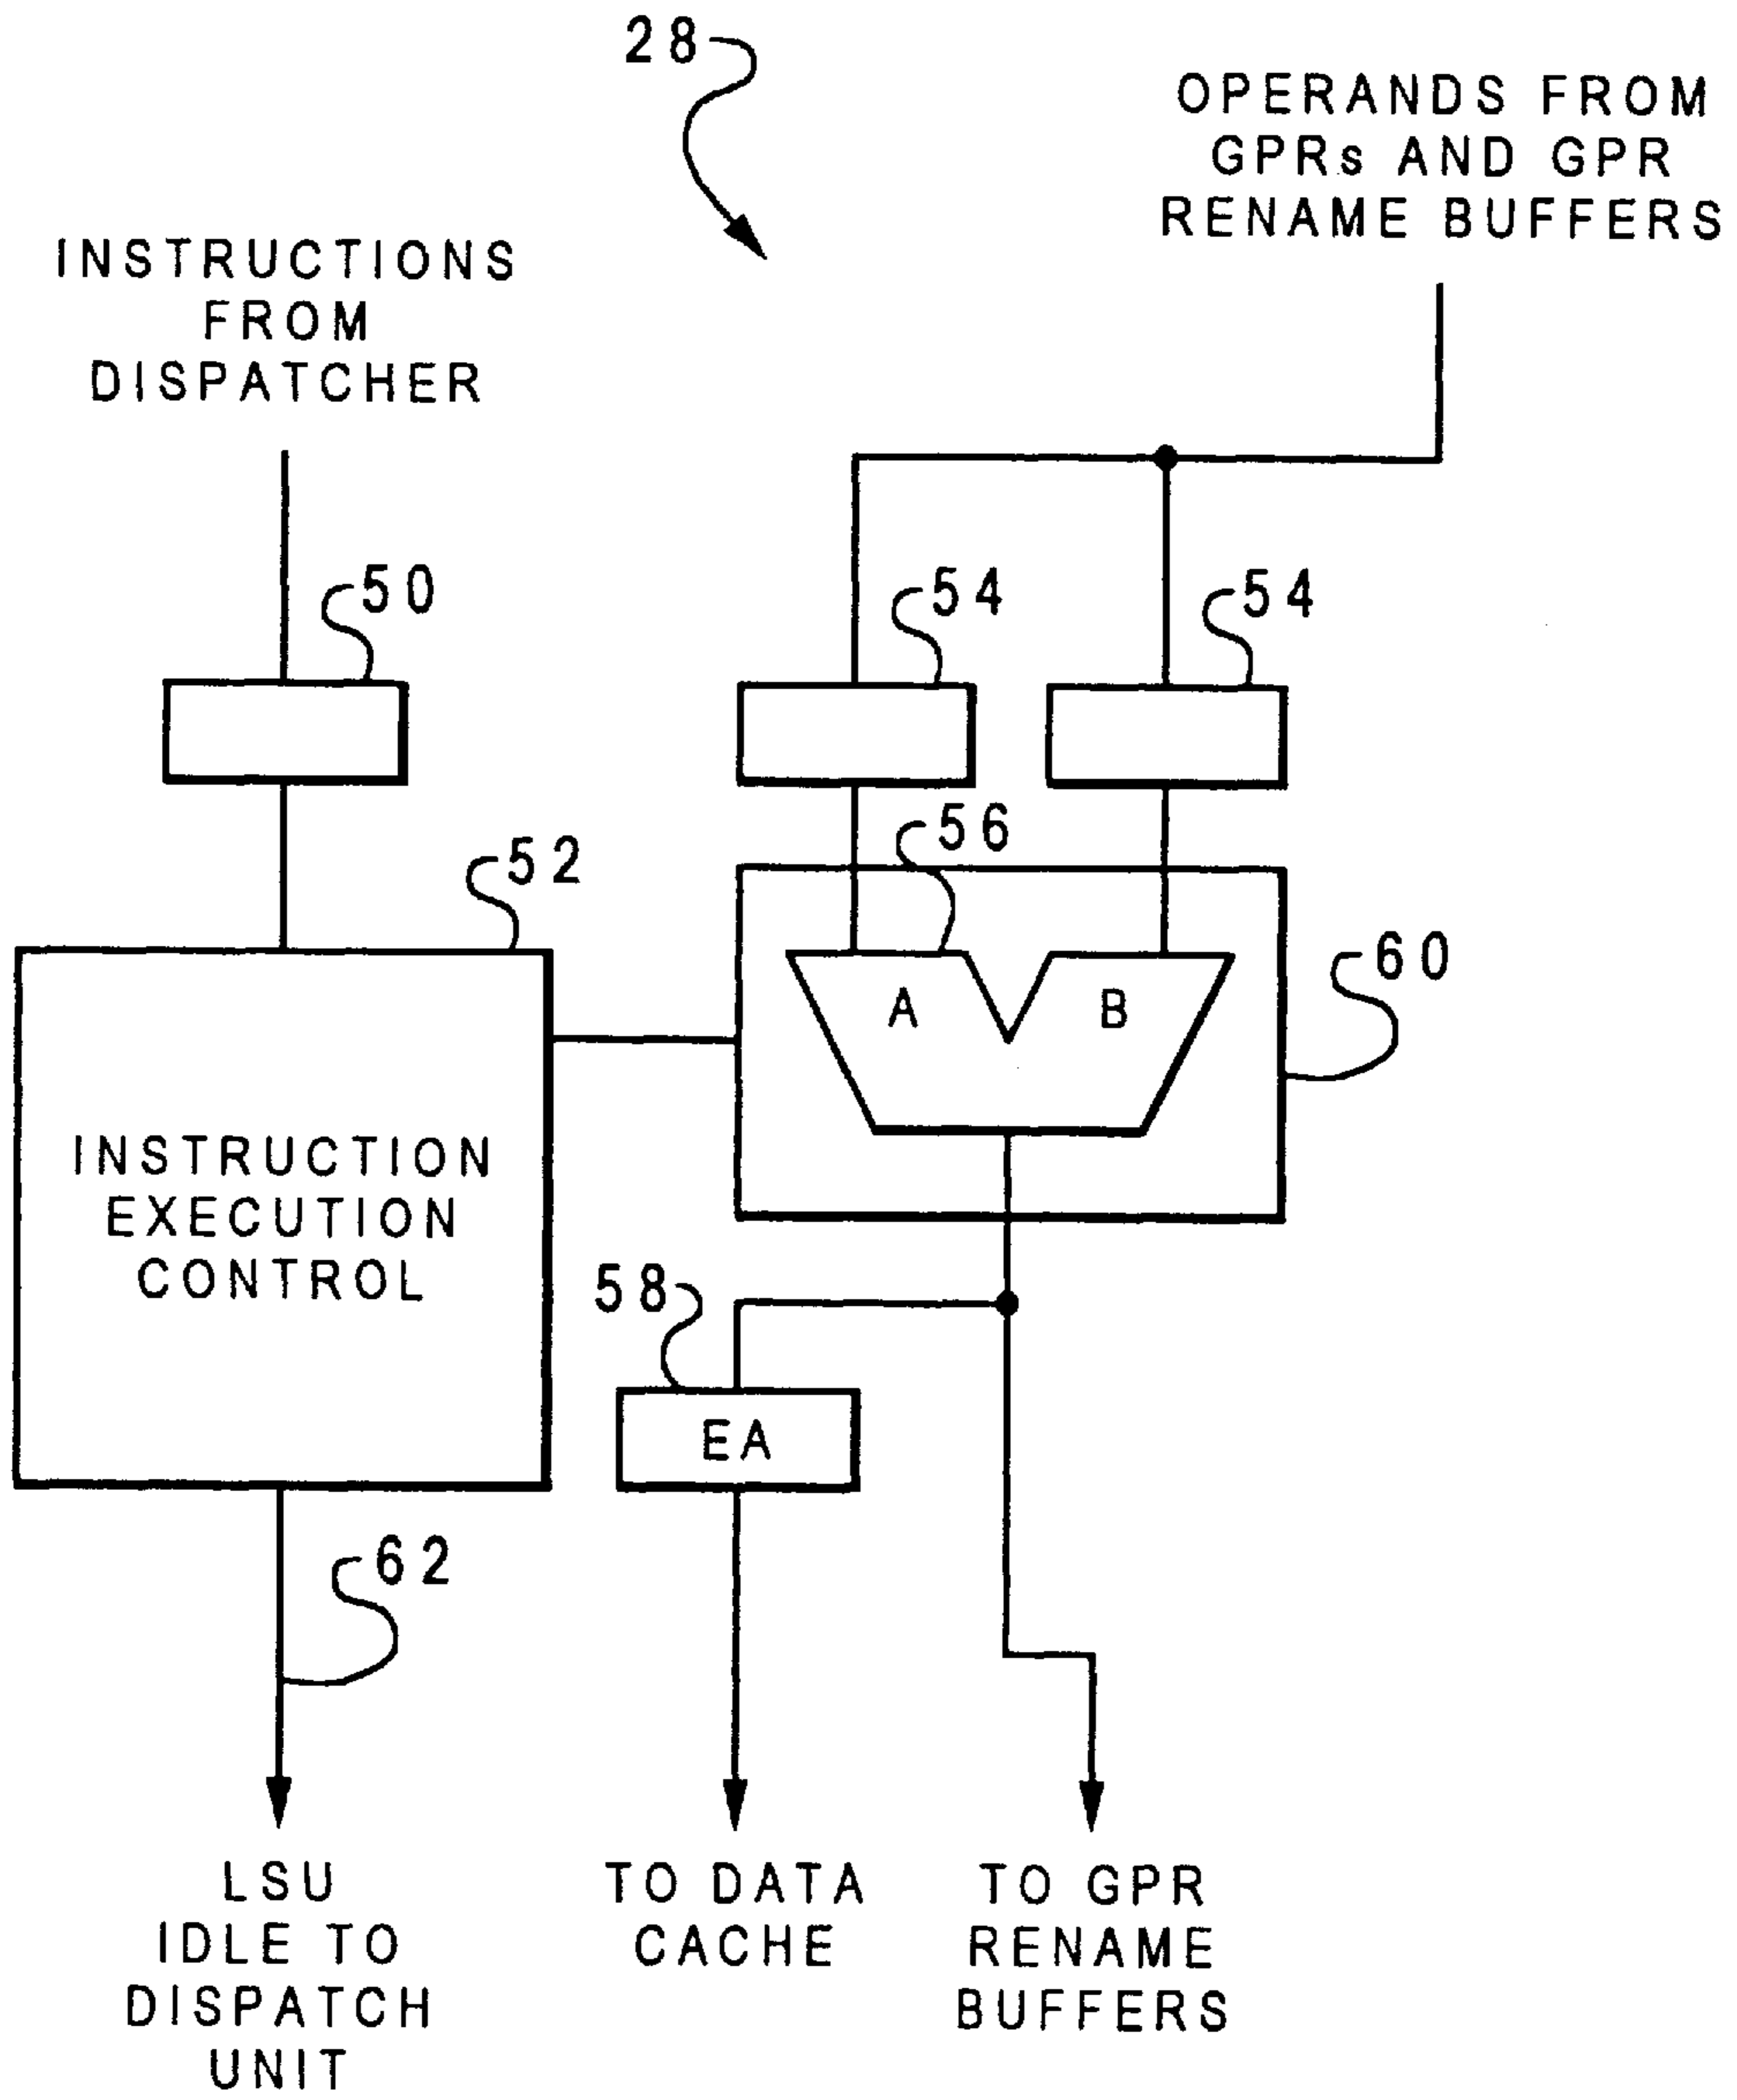 28
OPERANDS FROM
GPRs AND GPR
RENAME BUFFERS
INSTRUCTIONS
FROM
DISPATCHER
50
54
54
56
52
60
A
B
INSTRUCTION
EXECUTION
CONTROL
58
EA
62
LSU
IDLE TO
DISPATCH
UNIT
TO DATA
CACHE
TO GPR
RENAME
BUFFERS